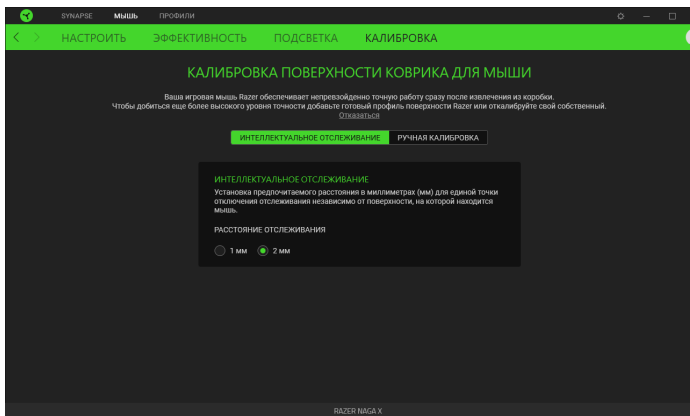 SYNAPSE МЫШЬ ПРОФИЛИ
НАСТРОИТЬ ЭФФЕКТИВНОСТЬ ПОДСВЕТКА КАЛИБРОВКА
КАЛИБРОВКА ПОВЕРХНОСТИ КОВРИКА ДЛЯ МЫШИ
Ваша игровая мышь Razer обеспечивает непревзойденно точную работу сразу после извлечения из коробки.
Чтобы добиться еще более высокого уровня точности добавьте готовый профиль поверхности Razer или откалибруйте свой собственный.
Отказаться
ИНТЕЛЛЕКТУАЛЬНОЕ ОТСЛЕЖИВАНИЕ РУЧНАЯ КАЛИБРОВКА
ИНТЕЛЛЕКТУАЛЬНОЕ ОТСЛЕЖИВАНИЕ
Установка предпочитаемого расстояния в миллиметрах (мм) для единой точки
отключения отслеживания независимо от поверхности, на которой находится
мышь.
РАССТОЯНИЕ ОТСЛЕЖИВАНИЯ
1 мм 2 мм
RAZER NAGA X